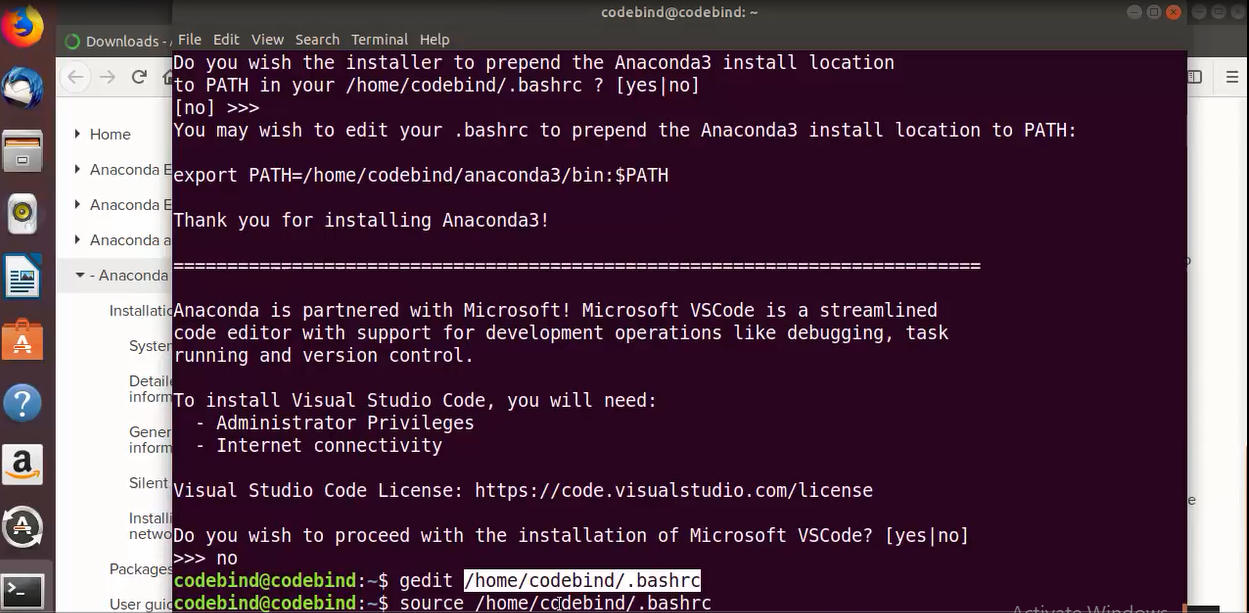 codebind@codebind: ~
File Edit View Search Terminal Help
Downloads -
Home
Anaconda E
Anaconda E
Anaconda a
- Anaconda
Installatio
System
Detaile
inform
Gener
inform
Silent
Installi
netwo
Packages
User guid
Do you wish the installer to prepend the Anaconda3 install location
to PATH in your /home/codebind/.bashrc ? [yes|no]
[no] >>>
You may wish to edit your .bashrc to prepend the Anaconda3 install location to PATH:
export PATH=/home/codebind/anaconda3/bin:$PATH
Thank you for installing Anaconda3!
===========================================================================
Anaconda is partnered with Microsoft! Microsoft VSCode is a streamlined
code editor with support for development operations like debugging, task
running and version control.
To install Visual Studio Code, you will need:
- Administrator Privileges
- Internet connectivity
Visual Studio Code License: https://code.visualstudio.com/license
Do you wish to proceed with the installation of Microsoft VSCode? [yes|no]
>>> no
codebind@codebind:~$ gedit /home/codebind/.bashrc
codebind@codebind:~$ source /home/codebind/.bashrc
Activate Windows